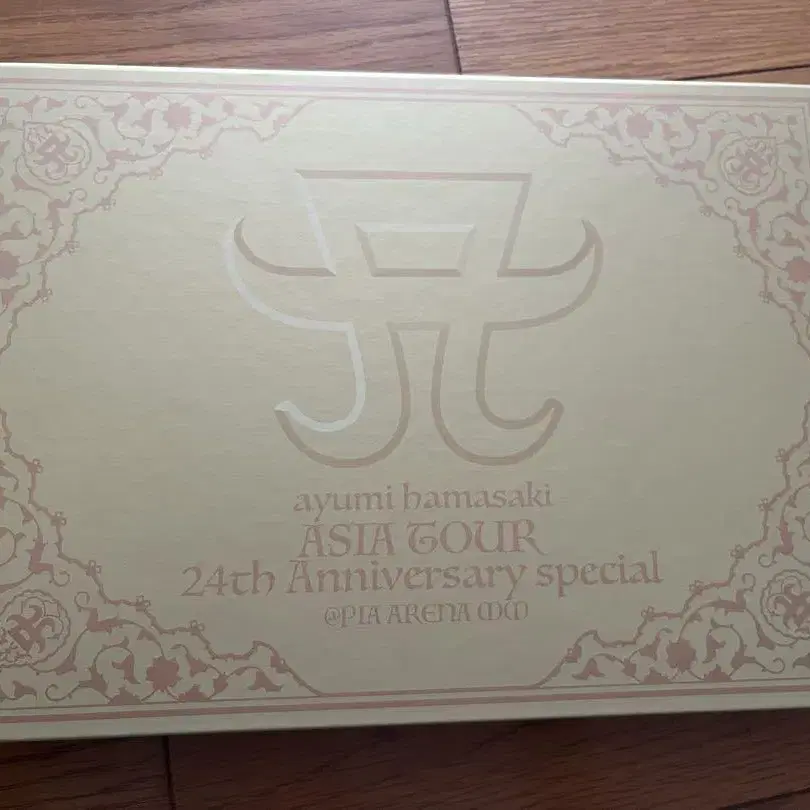 ayumi hamasaki
ASIA TOUR
24th Anniversary special
@PIA ARENA MM